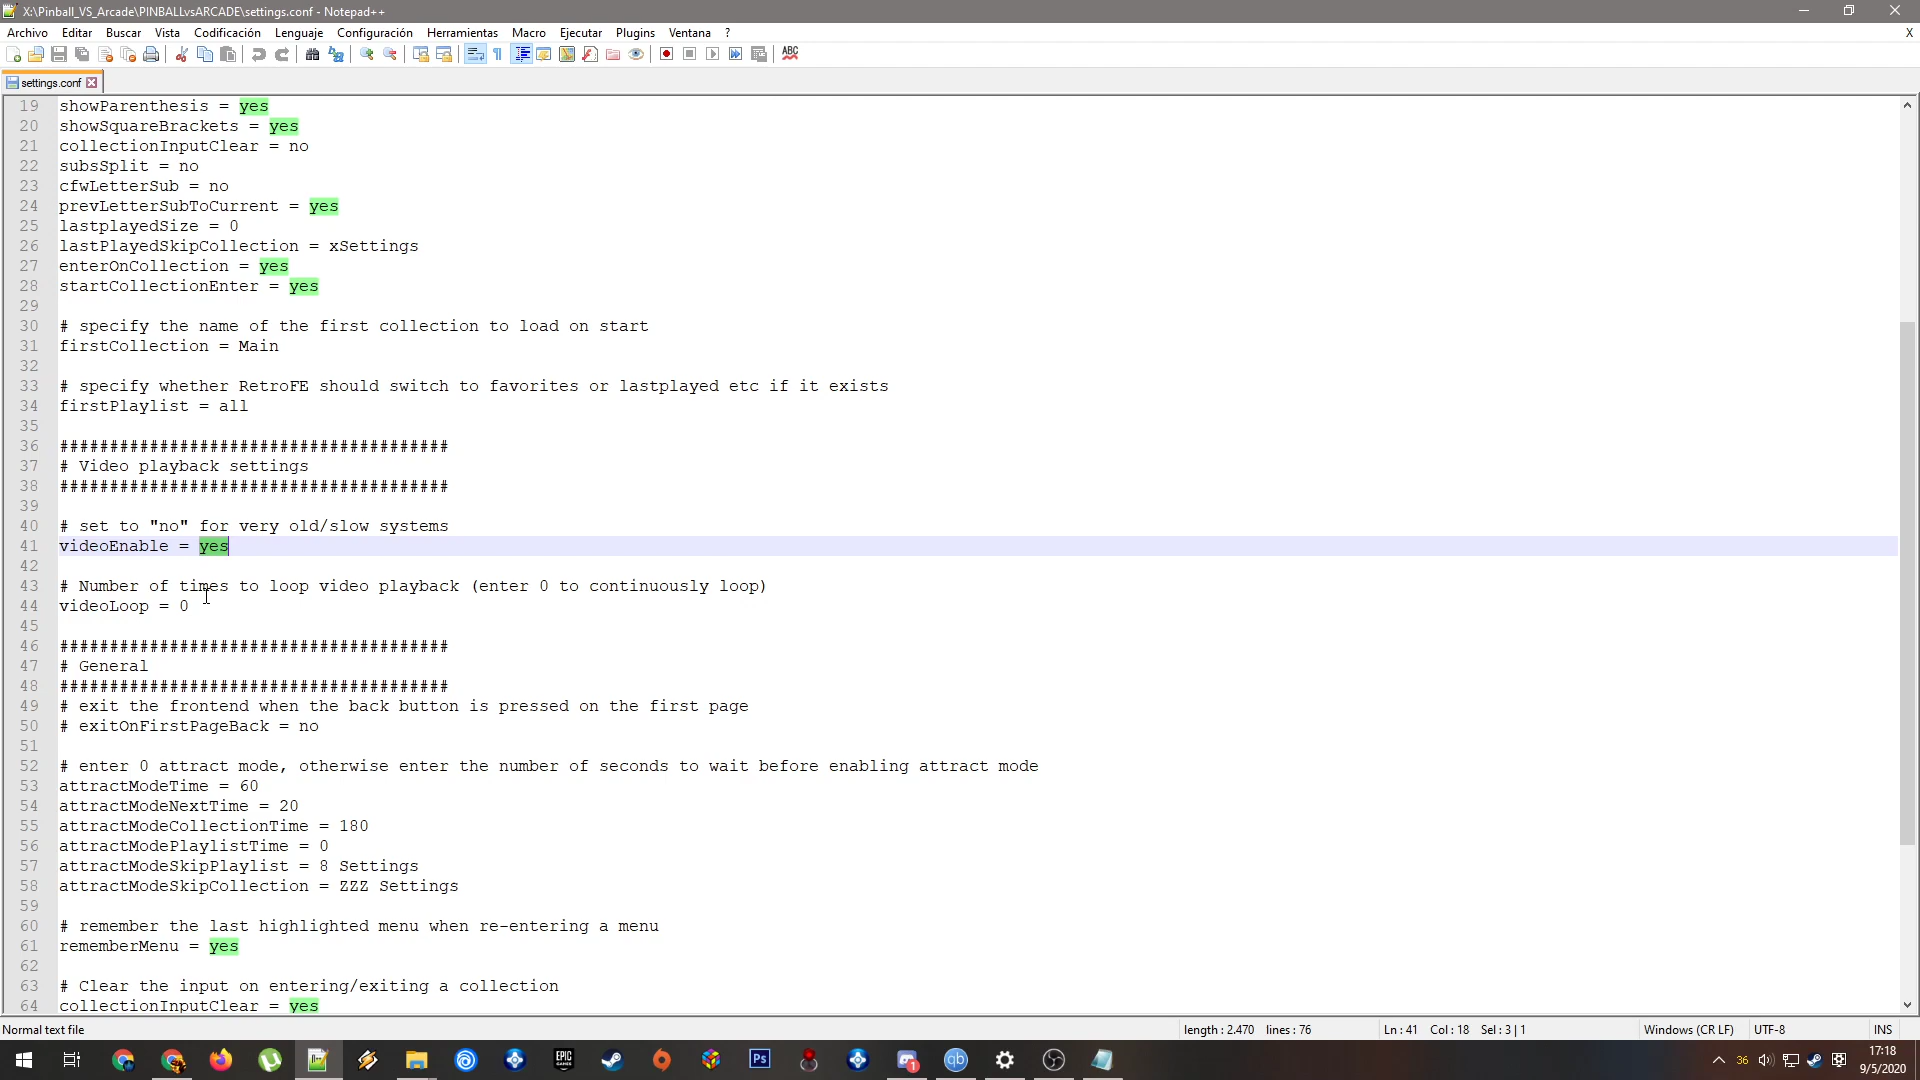 X:\Pinball_VS_Arcade\PINBALLvsARCADE\settings.conf - Notepad++
Archivo Editar Buscar Vista Codificación Lenguaje Configuración Herramientas Macro Ejecutar Plugins Ventana ? X
ABC
settings.conf
19 showParenthesis = yes
20 showSquareBrackets = yes
21 collectionInputClear = no
22 subsSplit = no
23 cfwLetterSub = no
24 prevLetterSubToCurrent = yes
25 lastplayedSize = 0
26 lastPlayedSkipCollection = xSettings
27 enterOnCollection = yes
28 startCollectionEnter = yes
29
30 # specify the name of the first collection to load on start
31 firstCollection = Main
32
33 # specify whether RetroFE should switch to favorites or lastplayed etc if it exists
34 firstPlaylist = all
35
36 #######################################
37 # Video playback settings
38 #######################################
39
40 # set to "no" for very old/slow systems
41 videoEnable = yes
42
43 # Number of times to loop video playback (enter 0 to continuously loop)
44 videoLoop = 0
45
46 #######################################
47 # General
48 #######################################
49 # exit the frontend when the back button is pressed on the first page
50 # exitOnFirstPageBack = no
51
52 # enter 0 attract mode, otherwise enter the number of seconds to wait before enabling attract mode
53 attractModeTime = 60
54 attractModeNextTime = 20
55 attractModeCollectionTime = 180
56 attractModePlaylistTime = 0
57 attractModeSkipPlaylist = 8 Settings
58 attractModeSkipCollection = ZZZ Settings
59
60 # remember the last highlighted menu when re-entering a menu
61 rememberMenu = yes
62
63 # Clear the input on entering/exiting a collection
64 collectionInputClear = yes
Normal text file length : 2.470 lines : 76 Ln : 41 Col : 18 Sel : 3 | 1 Windows (CR LF) UTF-8 INS
EPIC GAMES Ps 1 qb 36 17:18
9/5/2020